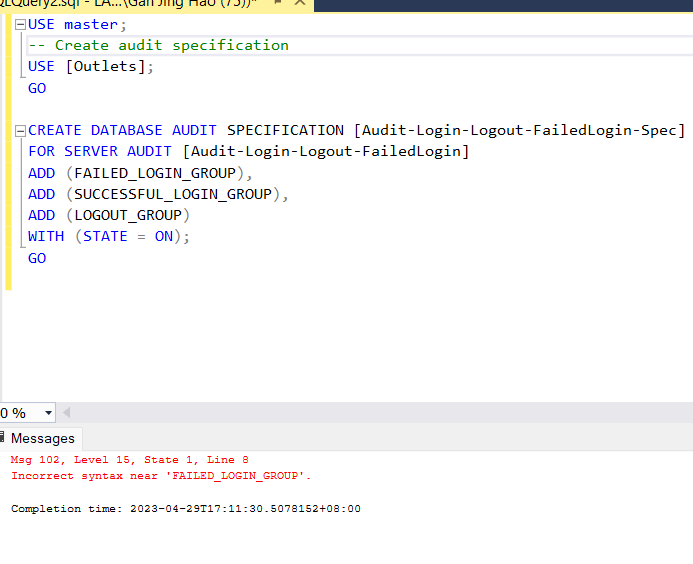 QLQuery2.sql - LA...\Gan Jing Hao (75))*
USE master;
-- Create audit specification
USE [Outlets];
GO
CREATE DATABASE AUDIT SPECIFICATION [Audit-Login-Logout-FailedLogin-Spec]
FOR SERVER AUDIT [Audit-Login-Logout-FailedLogin]
ADD (FAILED_LOGIN_GROUP),
ADD (SUCCESSFUL_LOGIN_GROUP),
ADD (LOGOUT_GROUP)
WITH (STATE = ON);
GO
0 %
Messages
Msg 102, Level 15, State 1, Line 8
Incorrect syntax near 'FAILED_LOGIN_GROUP'.
Completion time: 2023-04-29T17:11:30.5078152+08:00